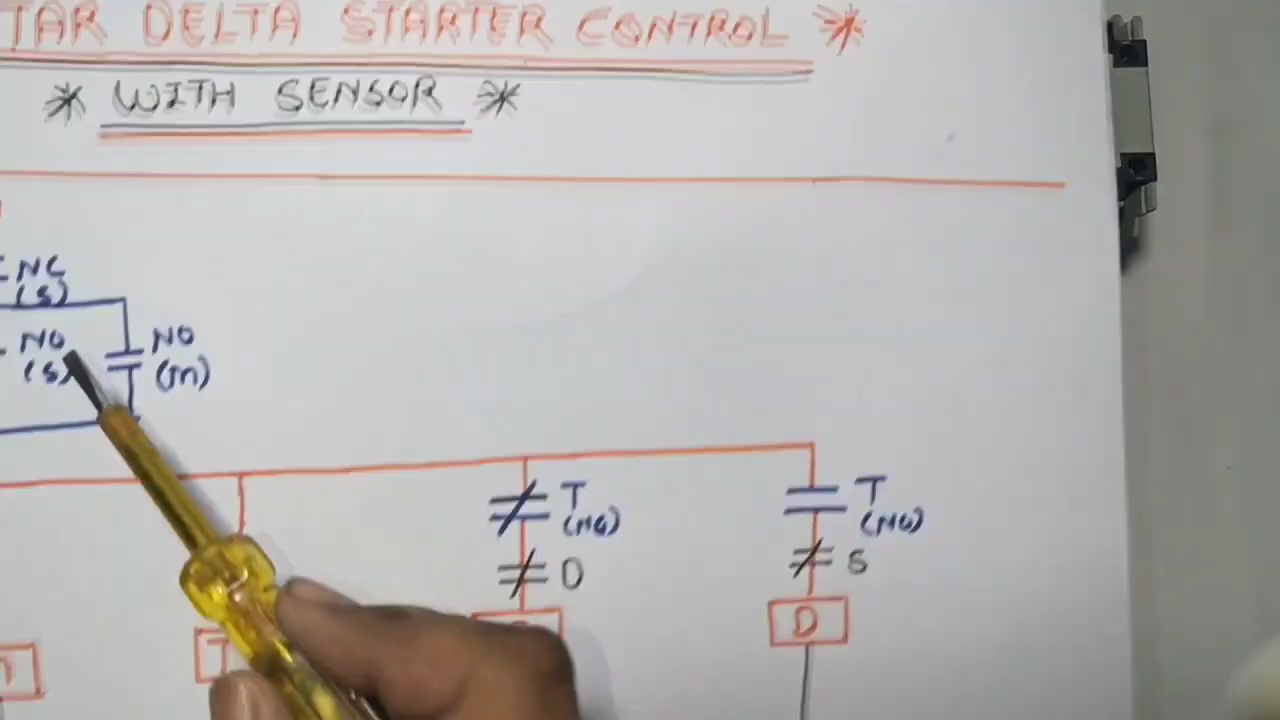 TAR DELTA STARTER CONTROL *
* WITH SENSOR *
NC
(S)
NO
(S)
NO
(m)
T
(NO)
D
T
(NO)
S
T
D